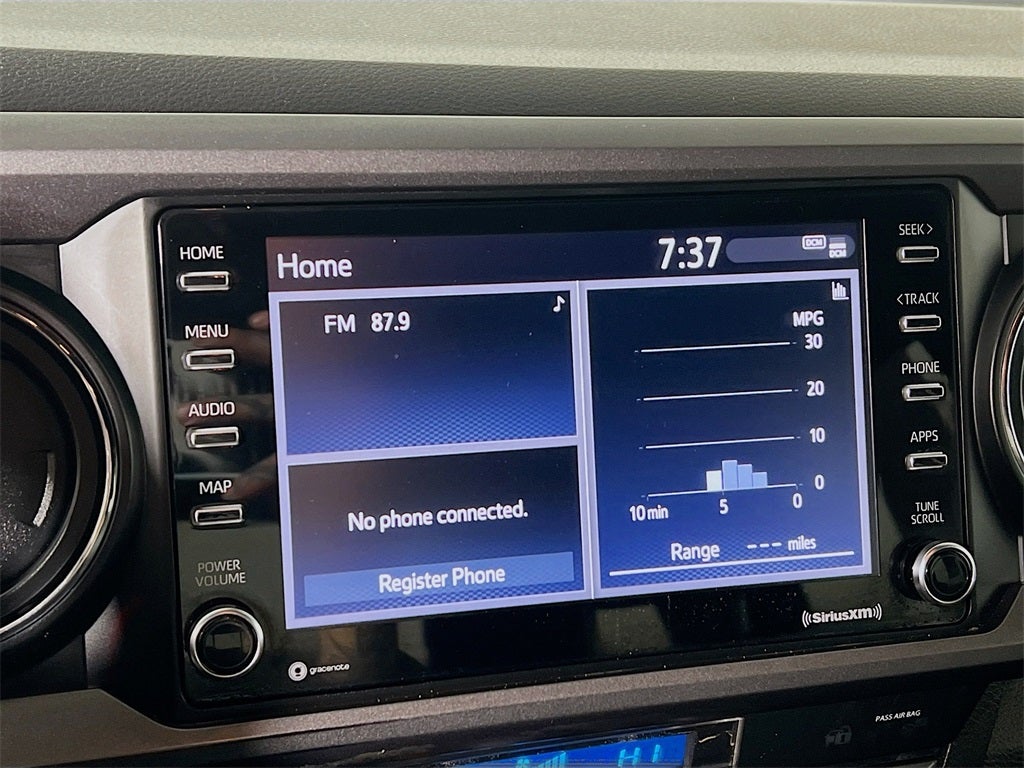 HOME
MENU
AUDIO
MAP
POWER
VOLUME
Home
7:37
DCM
DCM
FM 87.9
MPG
30
20
10
0
10 min 5 0
Range --- miles
No phone connected.
Register Phone
SEEK>
<TRACK
PHONE
APPS
TUNE
SCROLL
gracenote
((SiriusXM))
PASS AIR BAG
HI